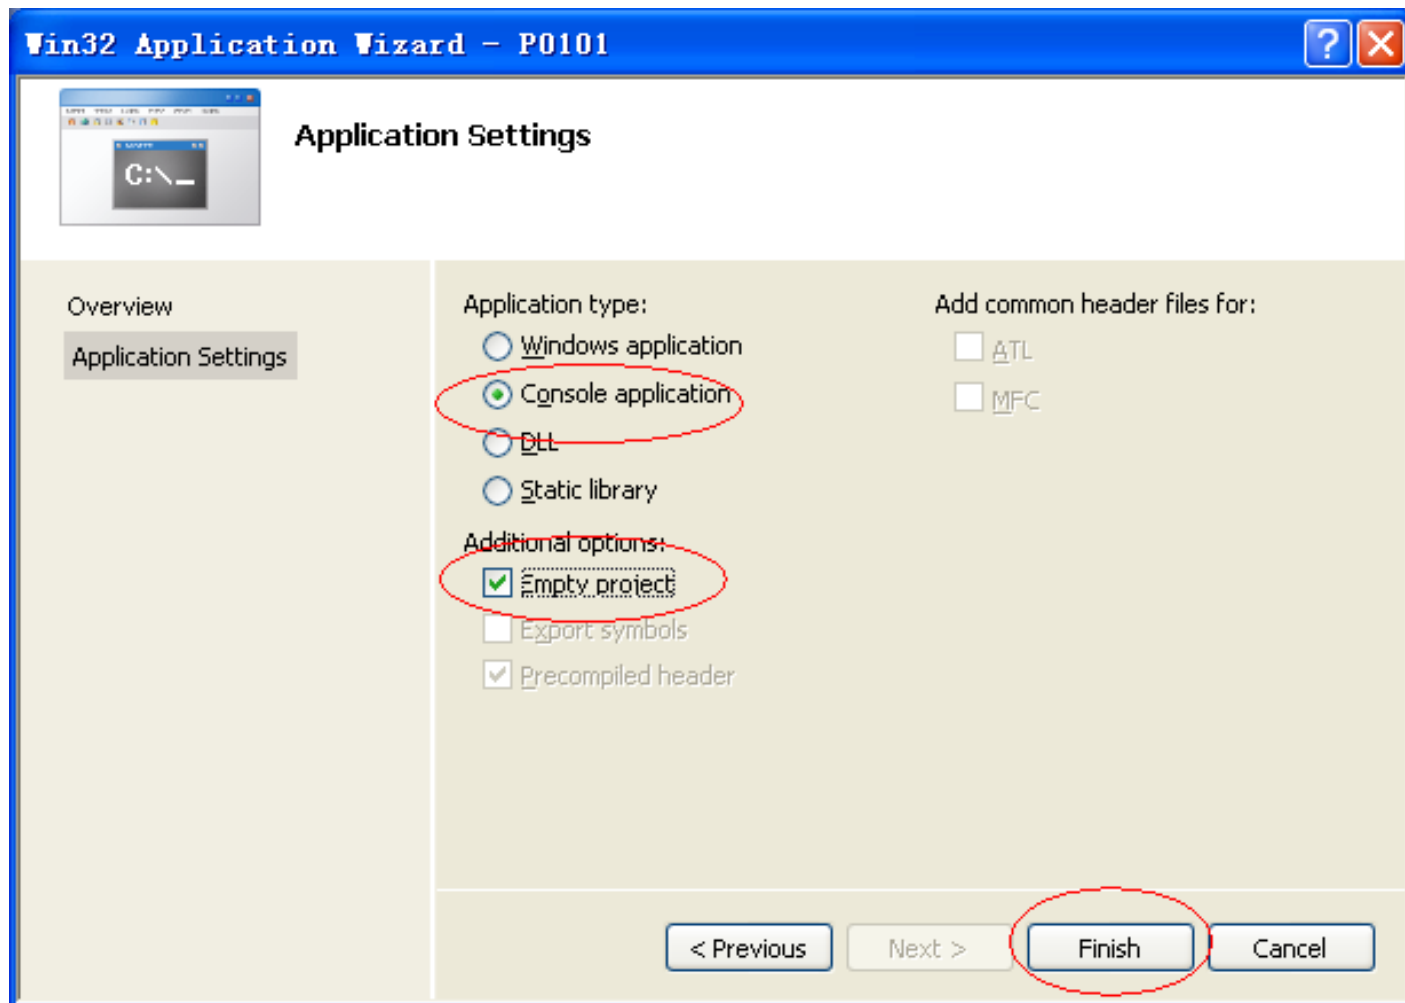 Win32 Application Wizard - P0101
C:\_
Application Settings
Overview
Application Settings
Application type:
Windows application
Console application
DLL
Static library
Additional options:
Empty project
Export symbols
Precompiled header
Add common header files for:
ATL
MFC
< Previous
Next >
Finish
Cancel